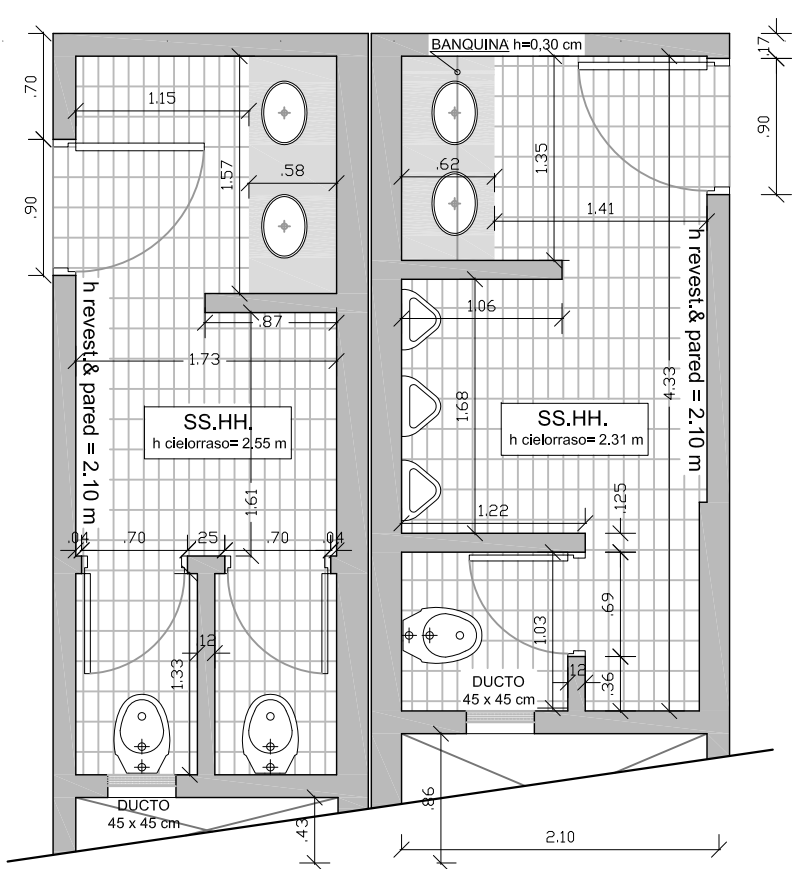 BANQUINA h=0,30 cm
.17
.70
1.15
.90
1.57
.58
.62
1.35
1.41
.90
h revest.& pared = 2.10 m
.87
1.73
1.06
h revest.& pared = 2.10 m
4.33
1.68
SS.HH.
h cielorraso= 2.55 m
SS.HH.
h cielorraso= 2.31 m
1.61
1.22
.125
.04
.70
.25
.70
.04
1.33
12
1.03
.69
DUCTO
45 x 45 cm
12
.36
DUCTO
45 x 45 cm
.43
.86
2.10